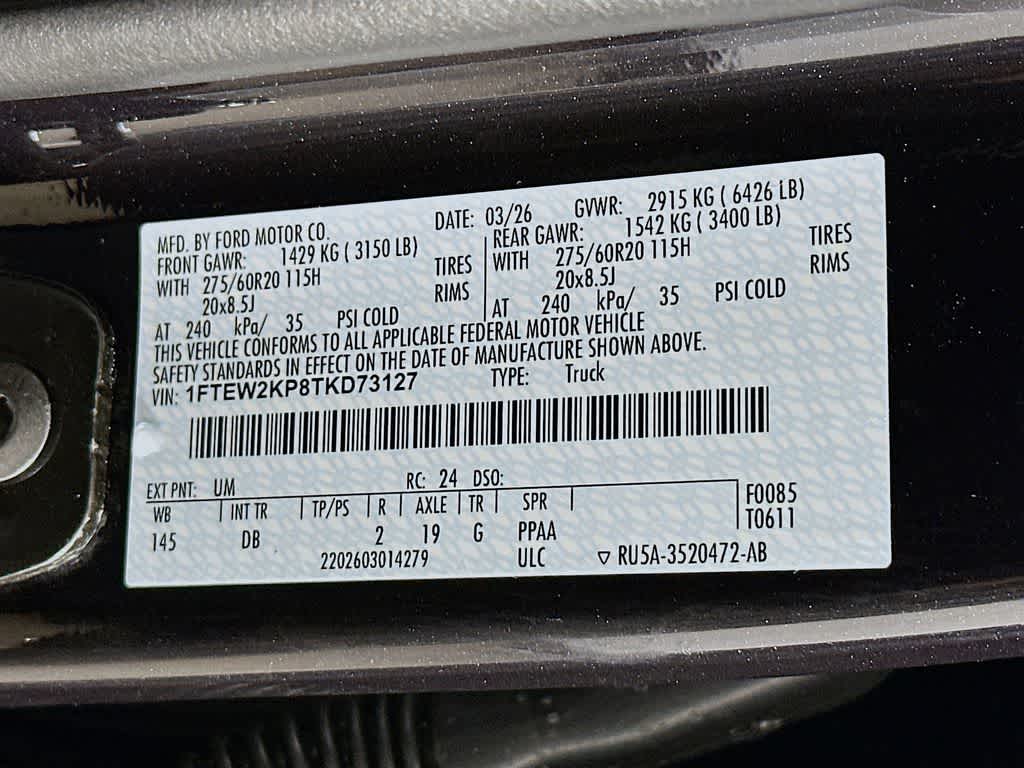 MFD. BY FORD MOTOR CO. DATE: 03/26 GVWR: 2915 KG ( 6426 LB)
FRONT GAWR: 1429 KG ( 3150 LB) REAR GAWR: 1542 KG ( 3400 LB)
WITH 275/60R20 115H TIRES WITH 275/60R20 115H TIRES
20x8.5J RIMS 20x8.5J RIMS
AT 240 kPa/ 35 PSI COLD AT 240 kPa/ 35 PSI COLD
THIS VEHICLE CONFORMS TO ALL APPLICABLE FEDERAL MOTOR VEHICLE
SAFETY STANDARDS IN EFFECT ON THE DATE OF MANUFACTURE SHOWN ABOVE.
VIN: 1FTEW2KP8TKD73127 TYPE: Truck
EXT PNT: UM RC: 24 DSO:
WB INT TR TP/PS R AXLE TR SPR F0085
145 DB 2 19 G PPAA T0611
2202603014279 ULC ▽ RU5A-3520472-AB